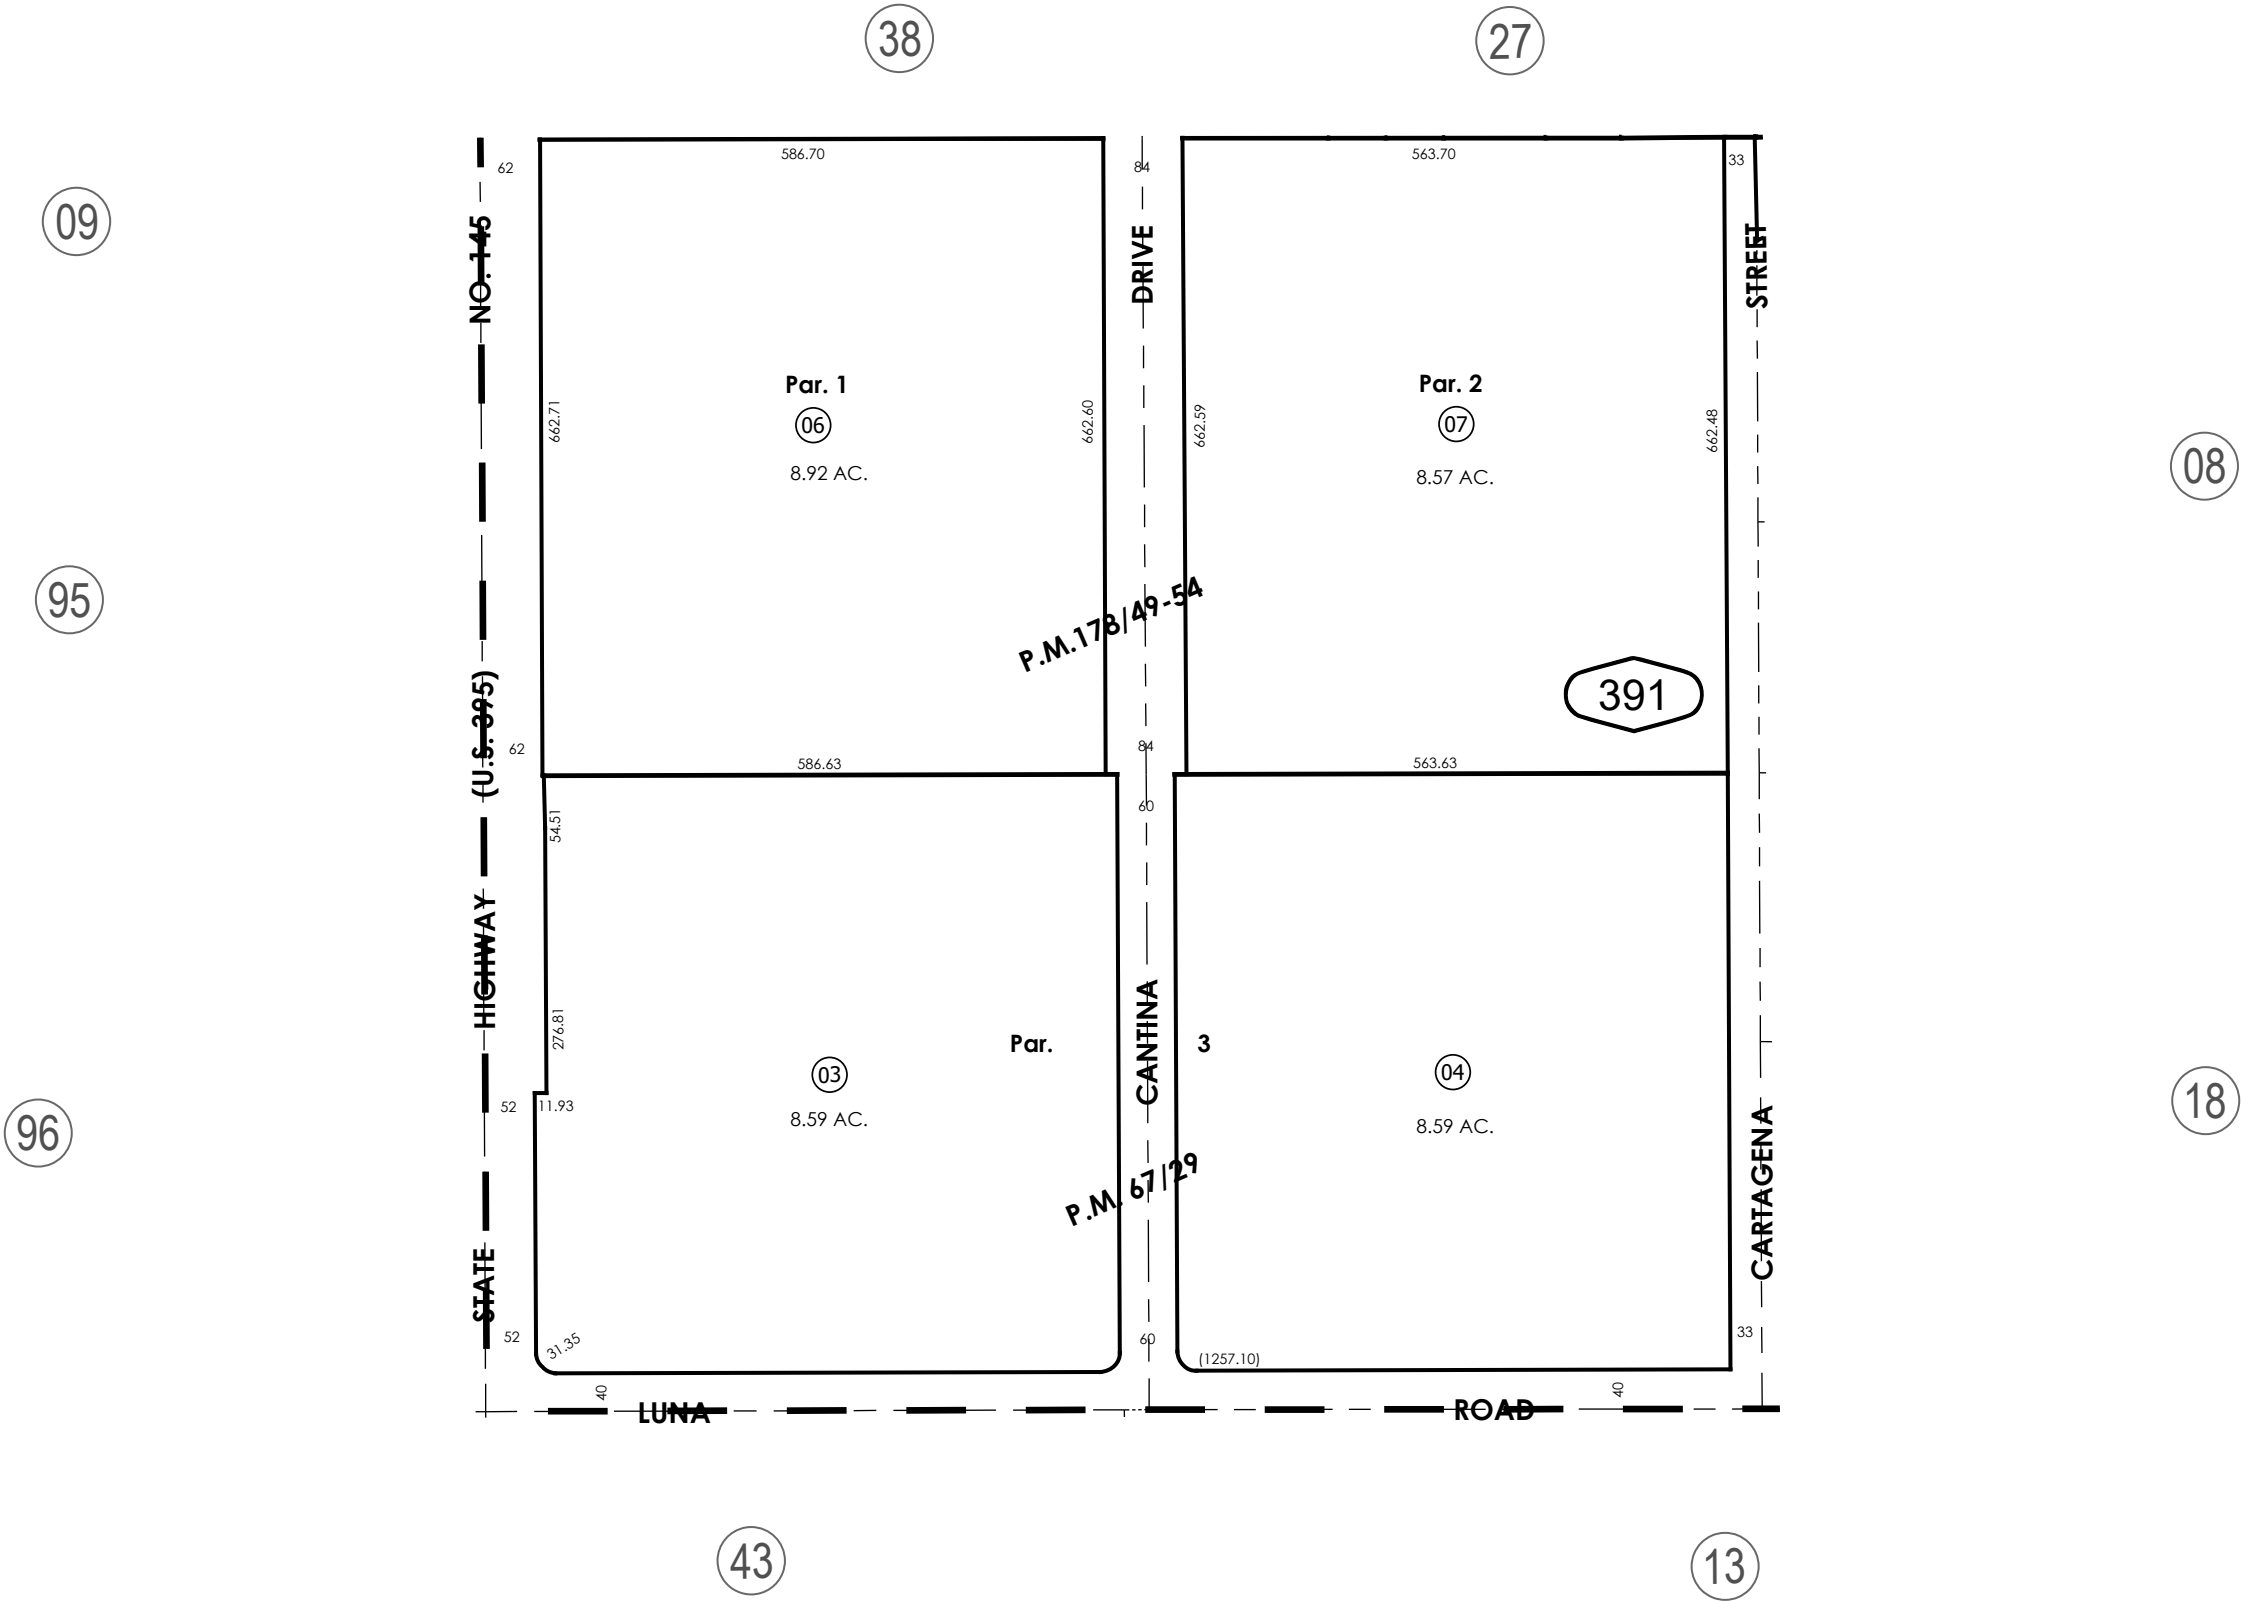 38
27
586.70
563.70
62
84
33
09
NO. 145
DRIVE
STREET
Par. 1
Par. 2
06
07
662.71
662.60
662.59
662.48
8.92 AC.
8.57 AC.
08
95
P.M.178/49-54
391
(U.S. 395)
62
84
586.63
563.63
54.51
60
HIGHWAY
CANTINA
276.81
Par.
3
03
04
52
11.93
8.59 AC.
8.59 AC.
96
18
P.M. 67/29
CARTAGENA
STATE
52
31.35
60
33
(1257.10)
40
40
LUNA
ROAD
43
13